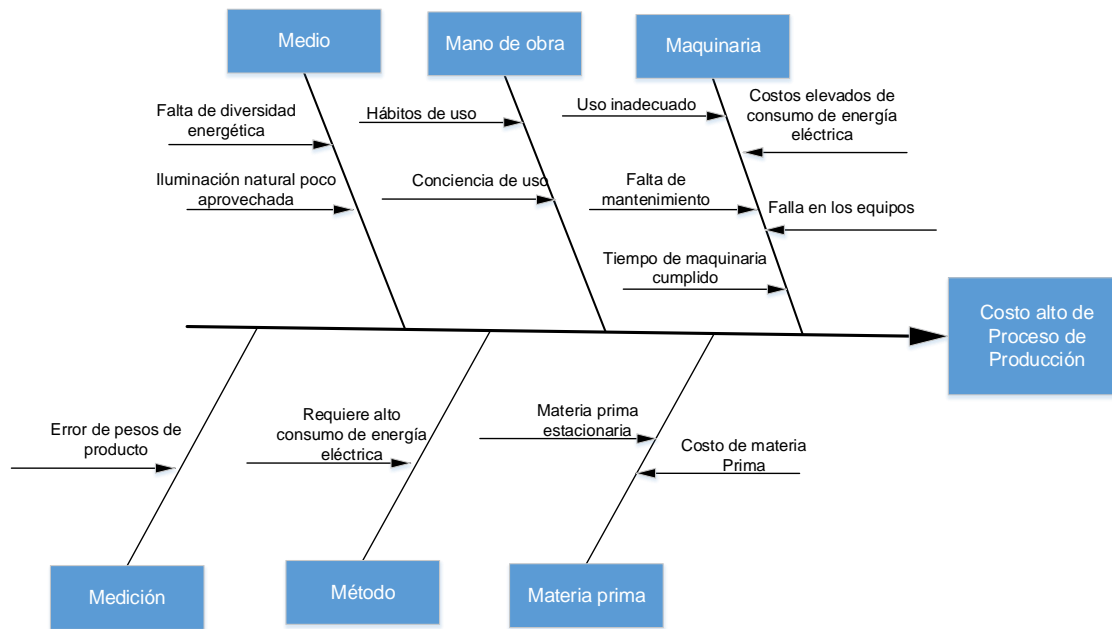 Medio
Mano de obra
Maquinaria
Falta de diversidad
energética
Hábitos de uso
Uso inadecuado
Costos elevados de
consumo de energía
eléctrica
Iluminación natural poco
aprovechada
Conciencia de uso
Falta de
mantenimiento
Falla en los equipos
Tiempo de maquinaria
cumplido
Costo alto de
Proceso de
Producción
Error de pesos de
producto
Requiere alto
consumo de energía
eléctrica
Materia prima
estacionaria
Costo de materia
Prima
Medición
Método
Materia prima